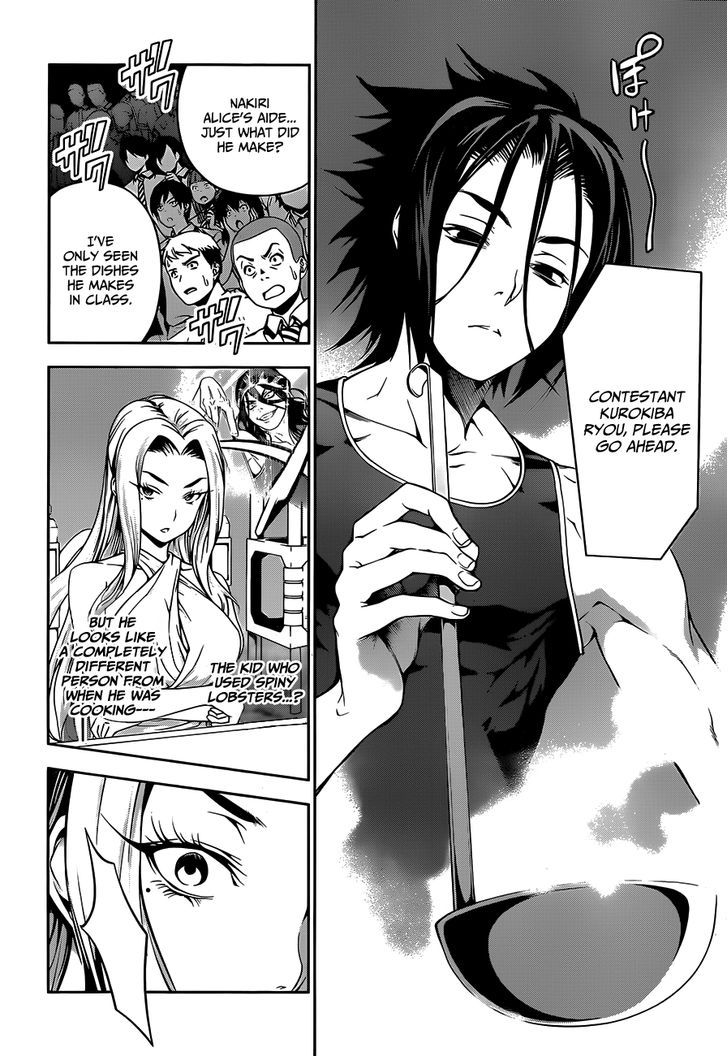 ぽけ〜
CONTESTANT
KUROKIBA
RYOU, PLEASE
GO AHEAD.
NAKIRI
ALICE'S AIDE...
JUST WHAT DID
HE MAKE?
I'VE
ONLY SEEN
THE DISHES
HE MAKES
IN CLASS.
ザワ
ザワ
ザワ
THE KID WHO
USED SPINY
LOBSTERS...?
BUT HE
LOOKS LIKE
A COMPLETELY
DIFFERENT
PERSON FROM
WHEN HE WAS
COOKING---